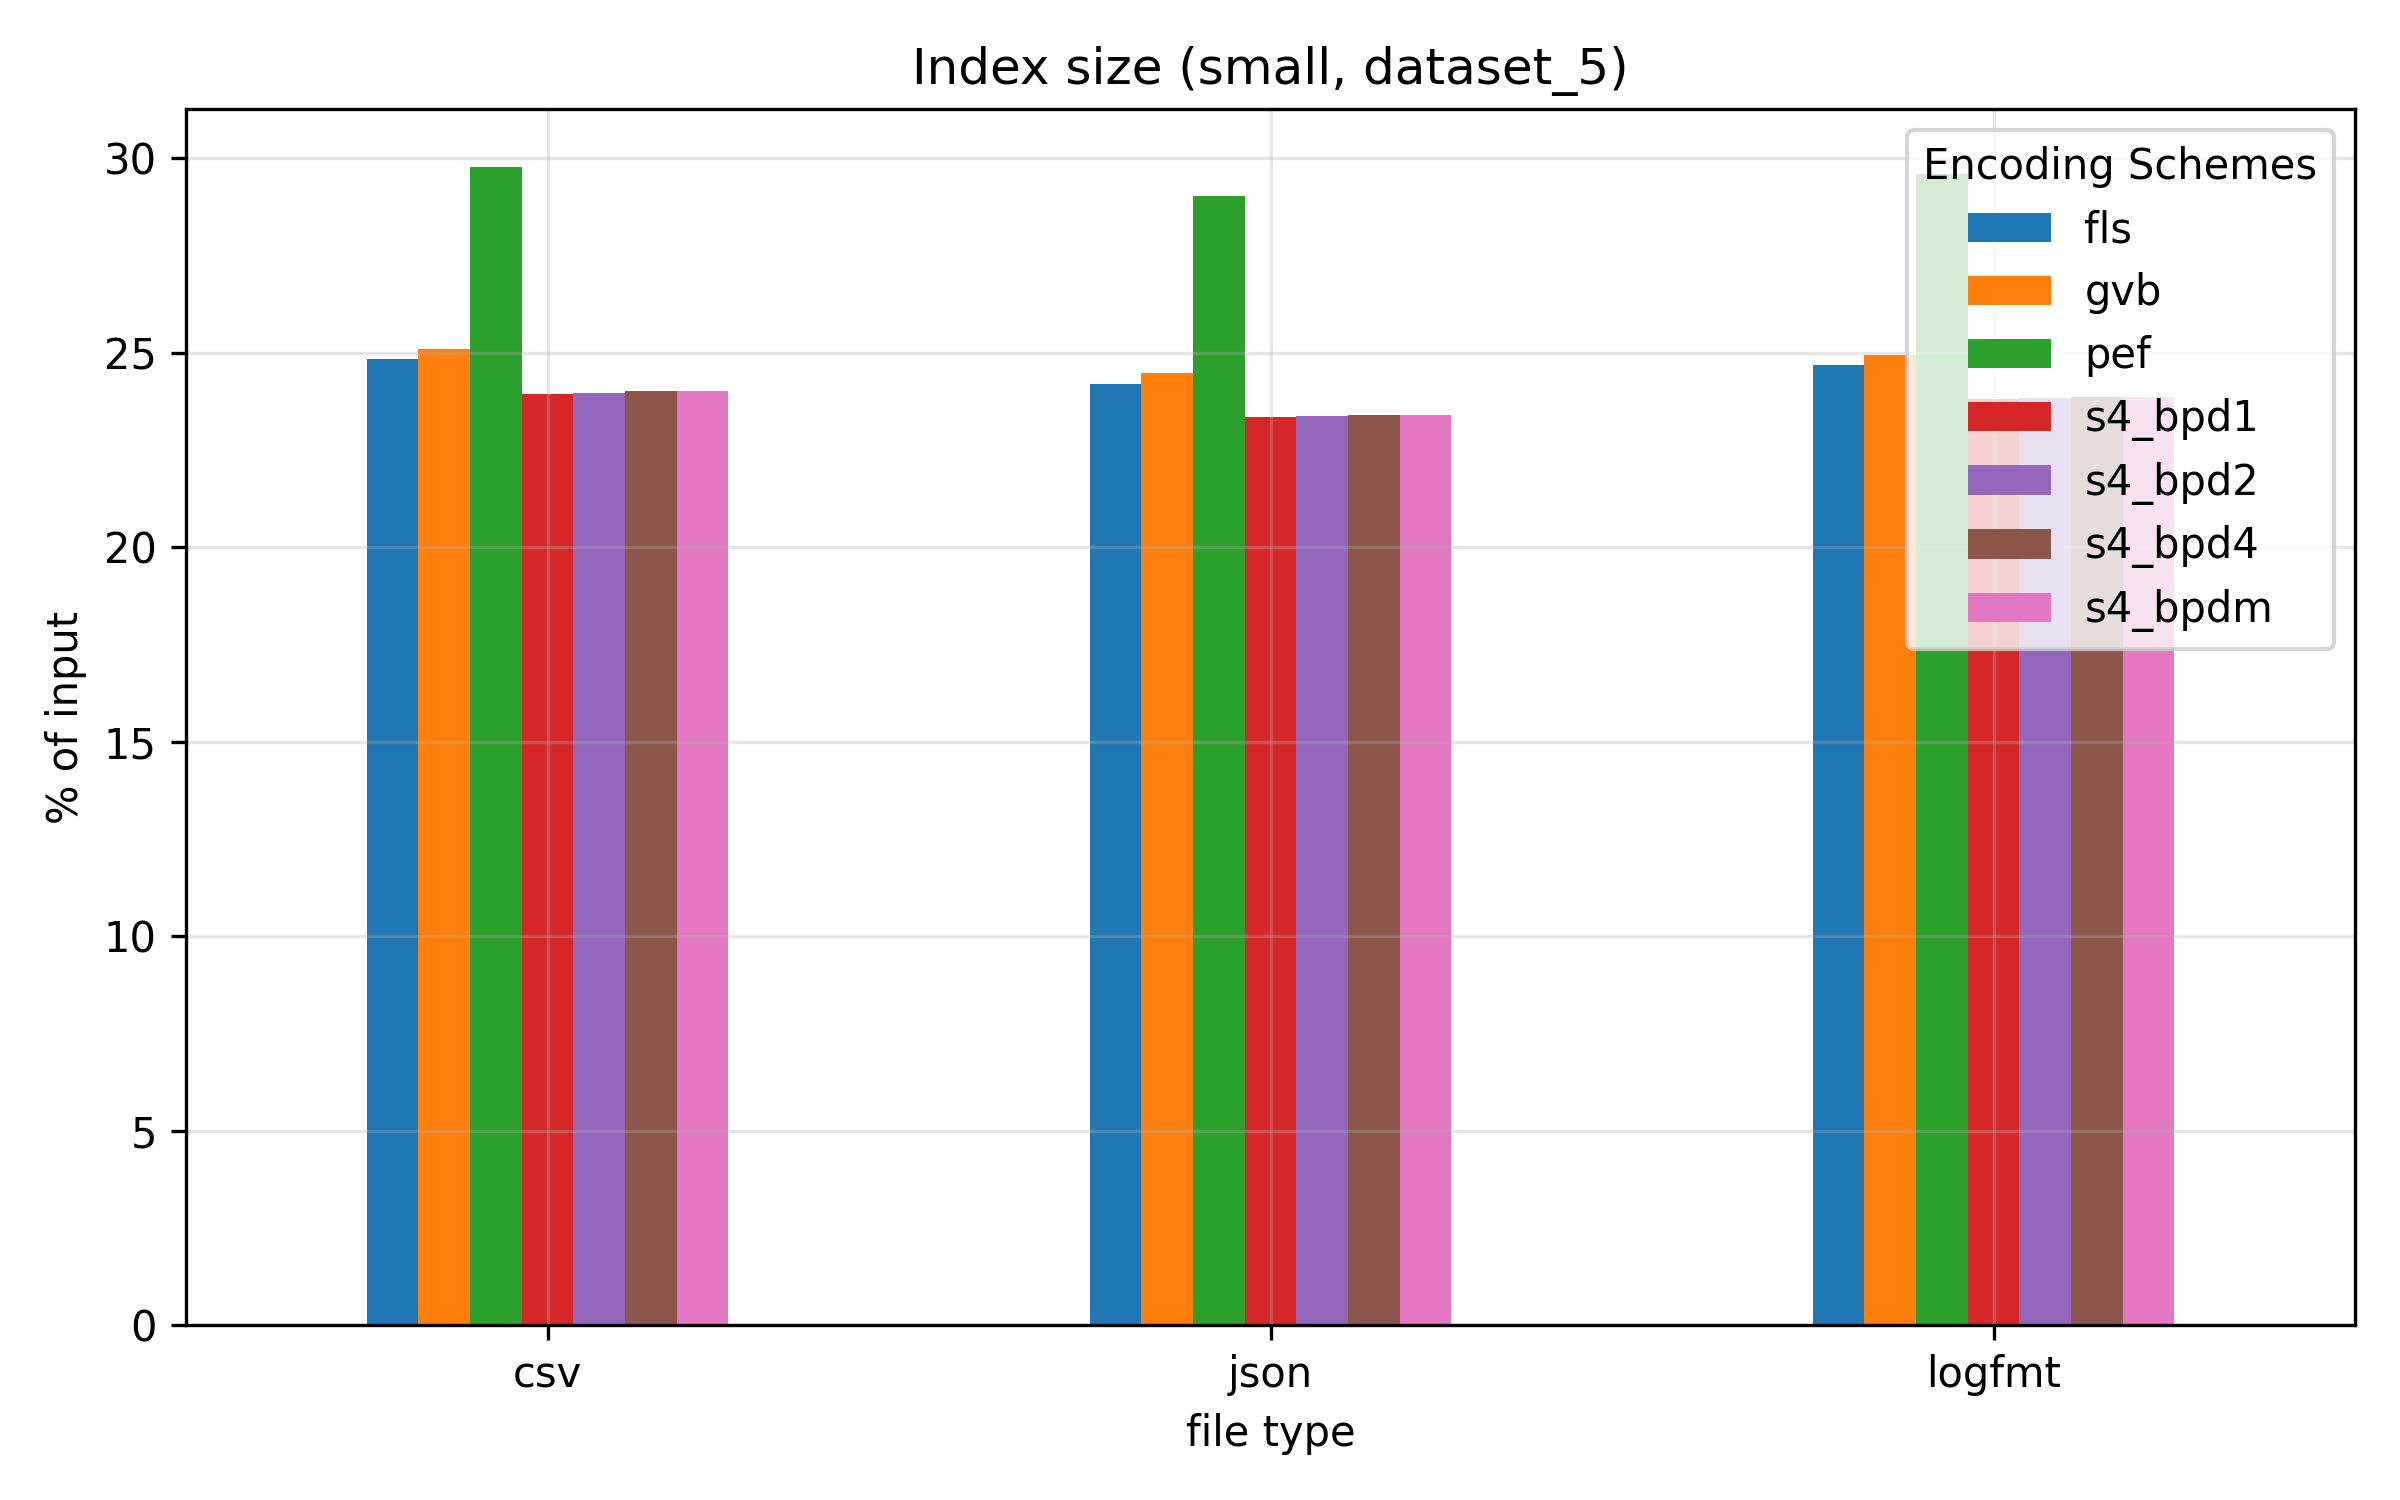 Index size (small, dataset_5)
% of input
30
25
20
15
10
5
0
Encoding Schemes
fls
gvb
pef
s4_bpd1
s4_bpd2
s4_bpd4
s4_bpdm
csv
json
logfmt
file type